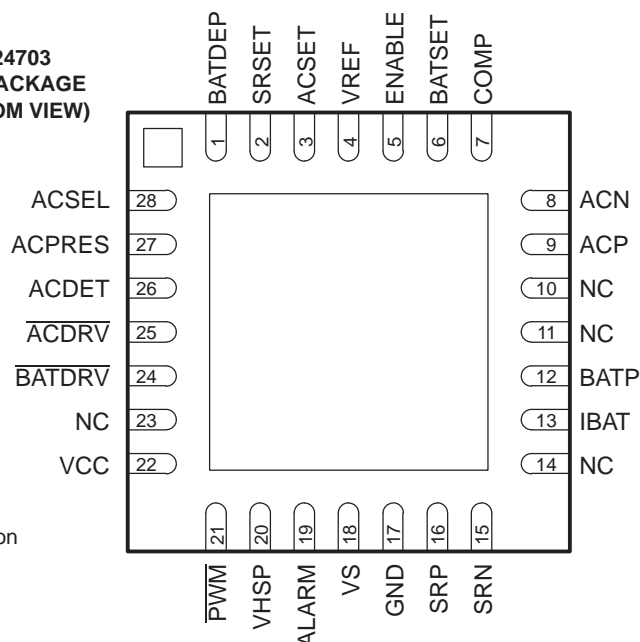 24703
ACKAGE
OM VIEW)
BATDEP
SRSET
ACSET
VREF
ENABLE
BATSET
COMP
1
2
3
4
5
6
7
ACSEL 28
ACPRES 27
ACDET 26
ACDRV 25
BATDRV 24
NC 23
VCC 22
8 ACN
9 ACP
10 NC
11 NC
12 BATP
13 IBAT
14 NC
on
21
20
19
18
17
16
15
PWM
VHSP
ALARM
VS
GND
SRP
SRN